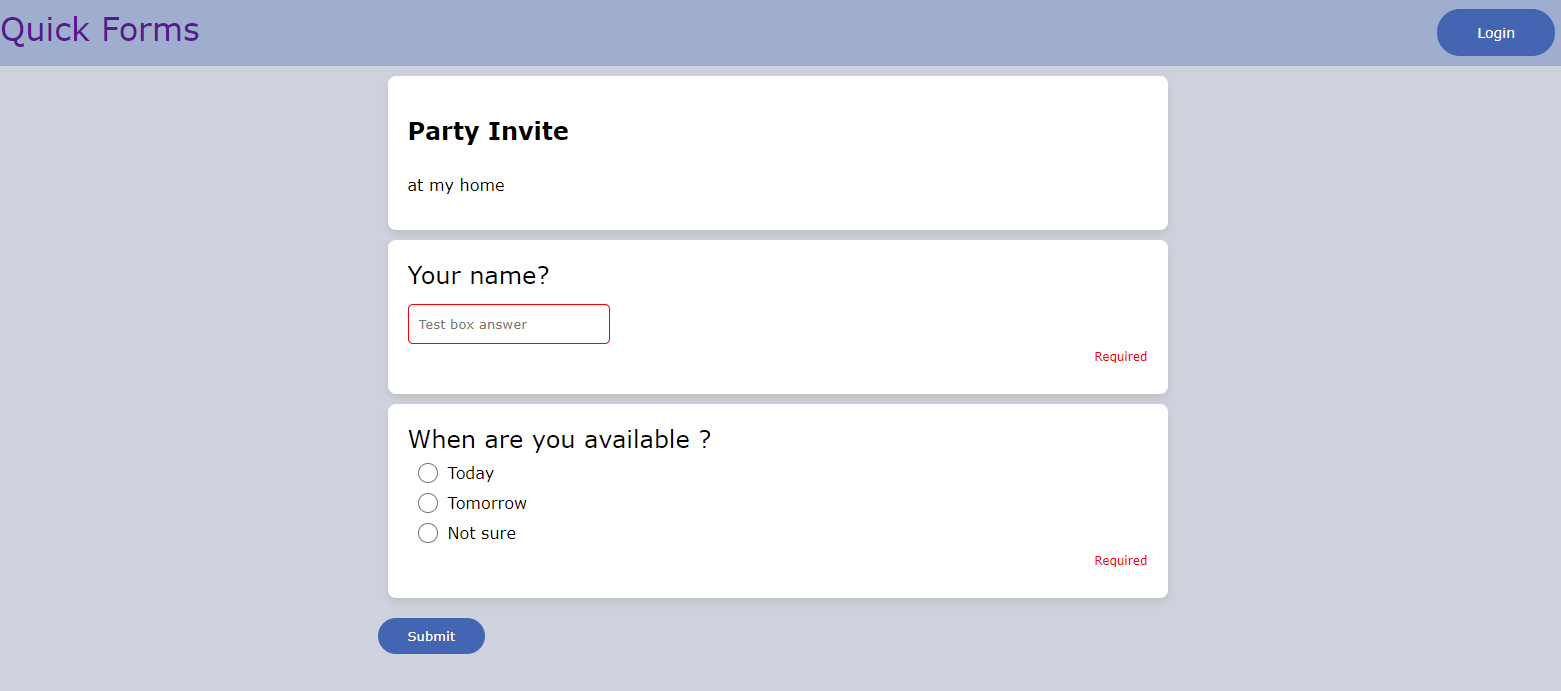 Quick Forms
Login
Party Invite
at my home
Your name?
Test box answer
Required
When are you available ?
Today
Tomorrow
Not sure
Required
Submit